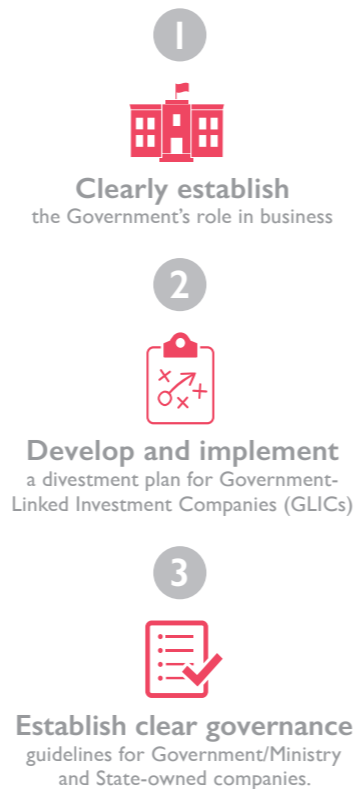 1
Clearly establish
the Government's role in business
2
Develop and implement
a divestment plan for Government-
Linked Investment Companies (GLICs)
3
Establish clear governance
guidelines for Government/Ministry
and State-owned companies.